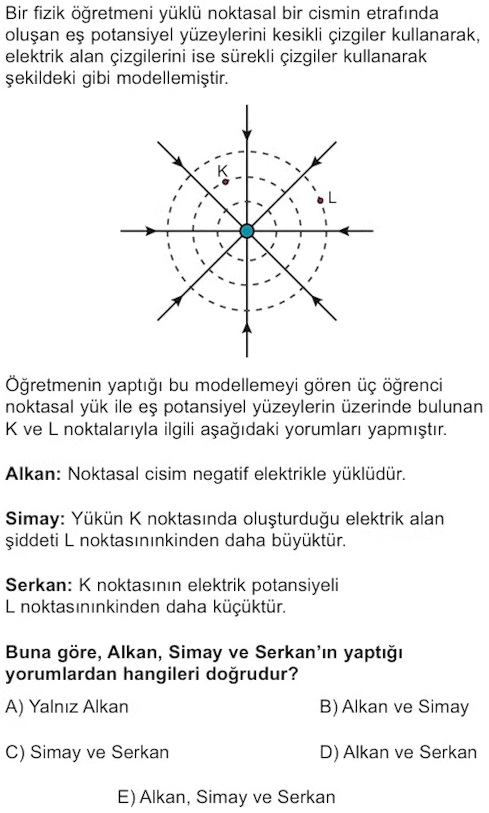 Bir fizik öğretmeni yüklü noktasal bir cismin etrafında
oluşan eş potansiyel yüzeylerini kesikli çizgiler kullanarak,
elektrik alan çizgilerini ise sürekli çizgiler kullanarak
şekildeki gibi modellemiştir.
K
L
Öğretmenin yaptığı bu modellemeyi gören üç öğrenci
noktasal yük ile eş potansiyel yüzeylerin üzerinde bulunan
K ve L noktalarıyla ilgili aşağıdaki yorumları yapmıştır.
Alkan: Noktasal cisim negatif elektrikle yüklüdür.
Simay: Yükün K noktasında oluşturduğu elektrik alan
şiddeti L noktasınınkinden daha büyüktür.
Serkan: K noktasının elektrik potansiyeli
L noktasınınkinden daha küçüktür.
Buna göre, Alkan, Simay ve Serkan'ın yaptığı
yorumlardan hangileri doğrudur?
A) Yalnız Alkan B) Alkan ve Simay
C) Simay ve Serkan D) Alkan ve Serkan
E) Alkan, Simay ve Serkan